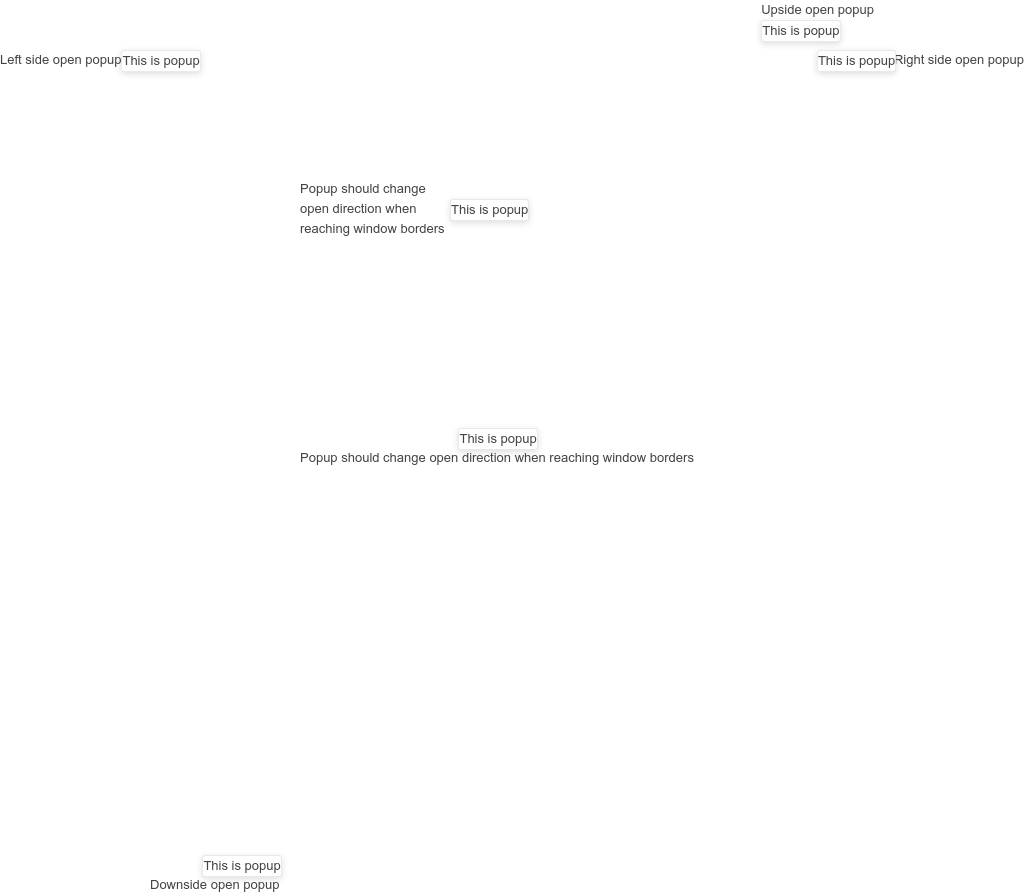 Upside open popup
This is popup
Left side open popup
This is popup
This is popup
Right side open popup
Popup should change
open direction when
reaching window borders
This is popup
This is popup
Popup should change open direction when reaching window borders
This is popup
Downside open popup